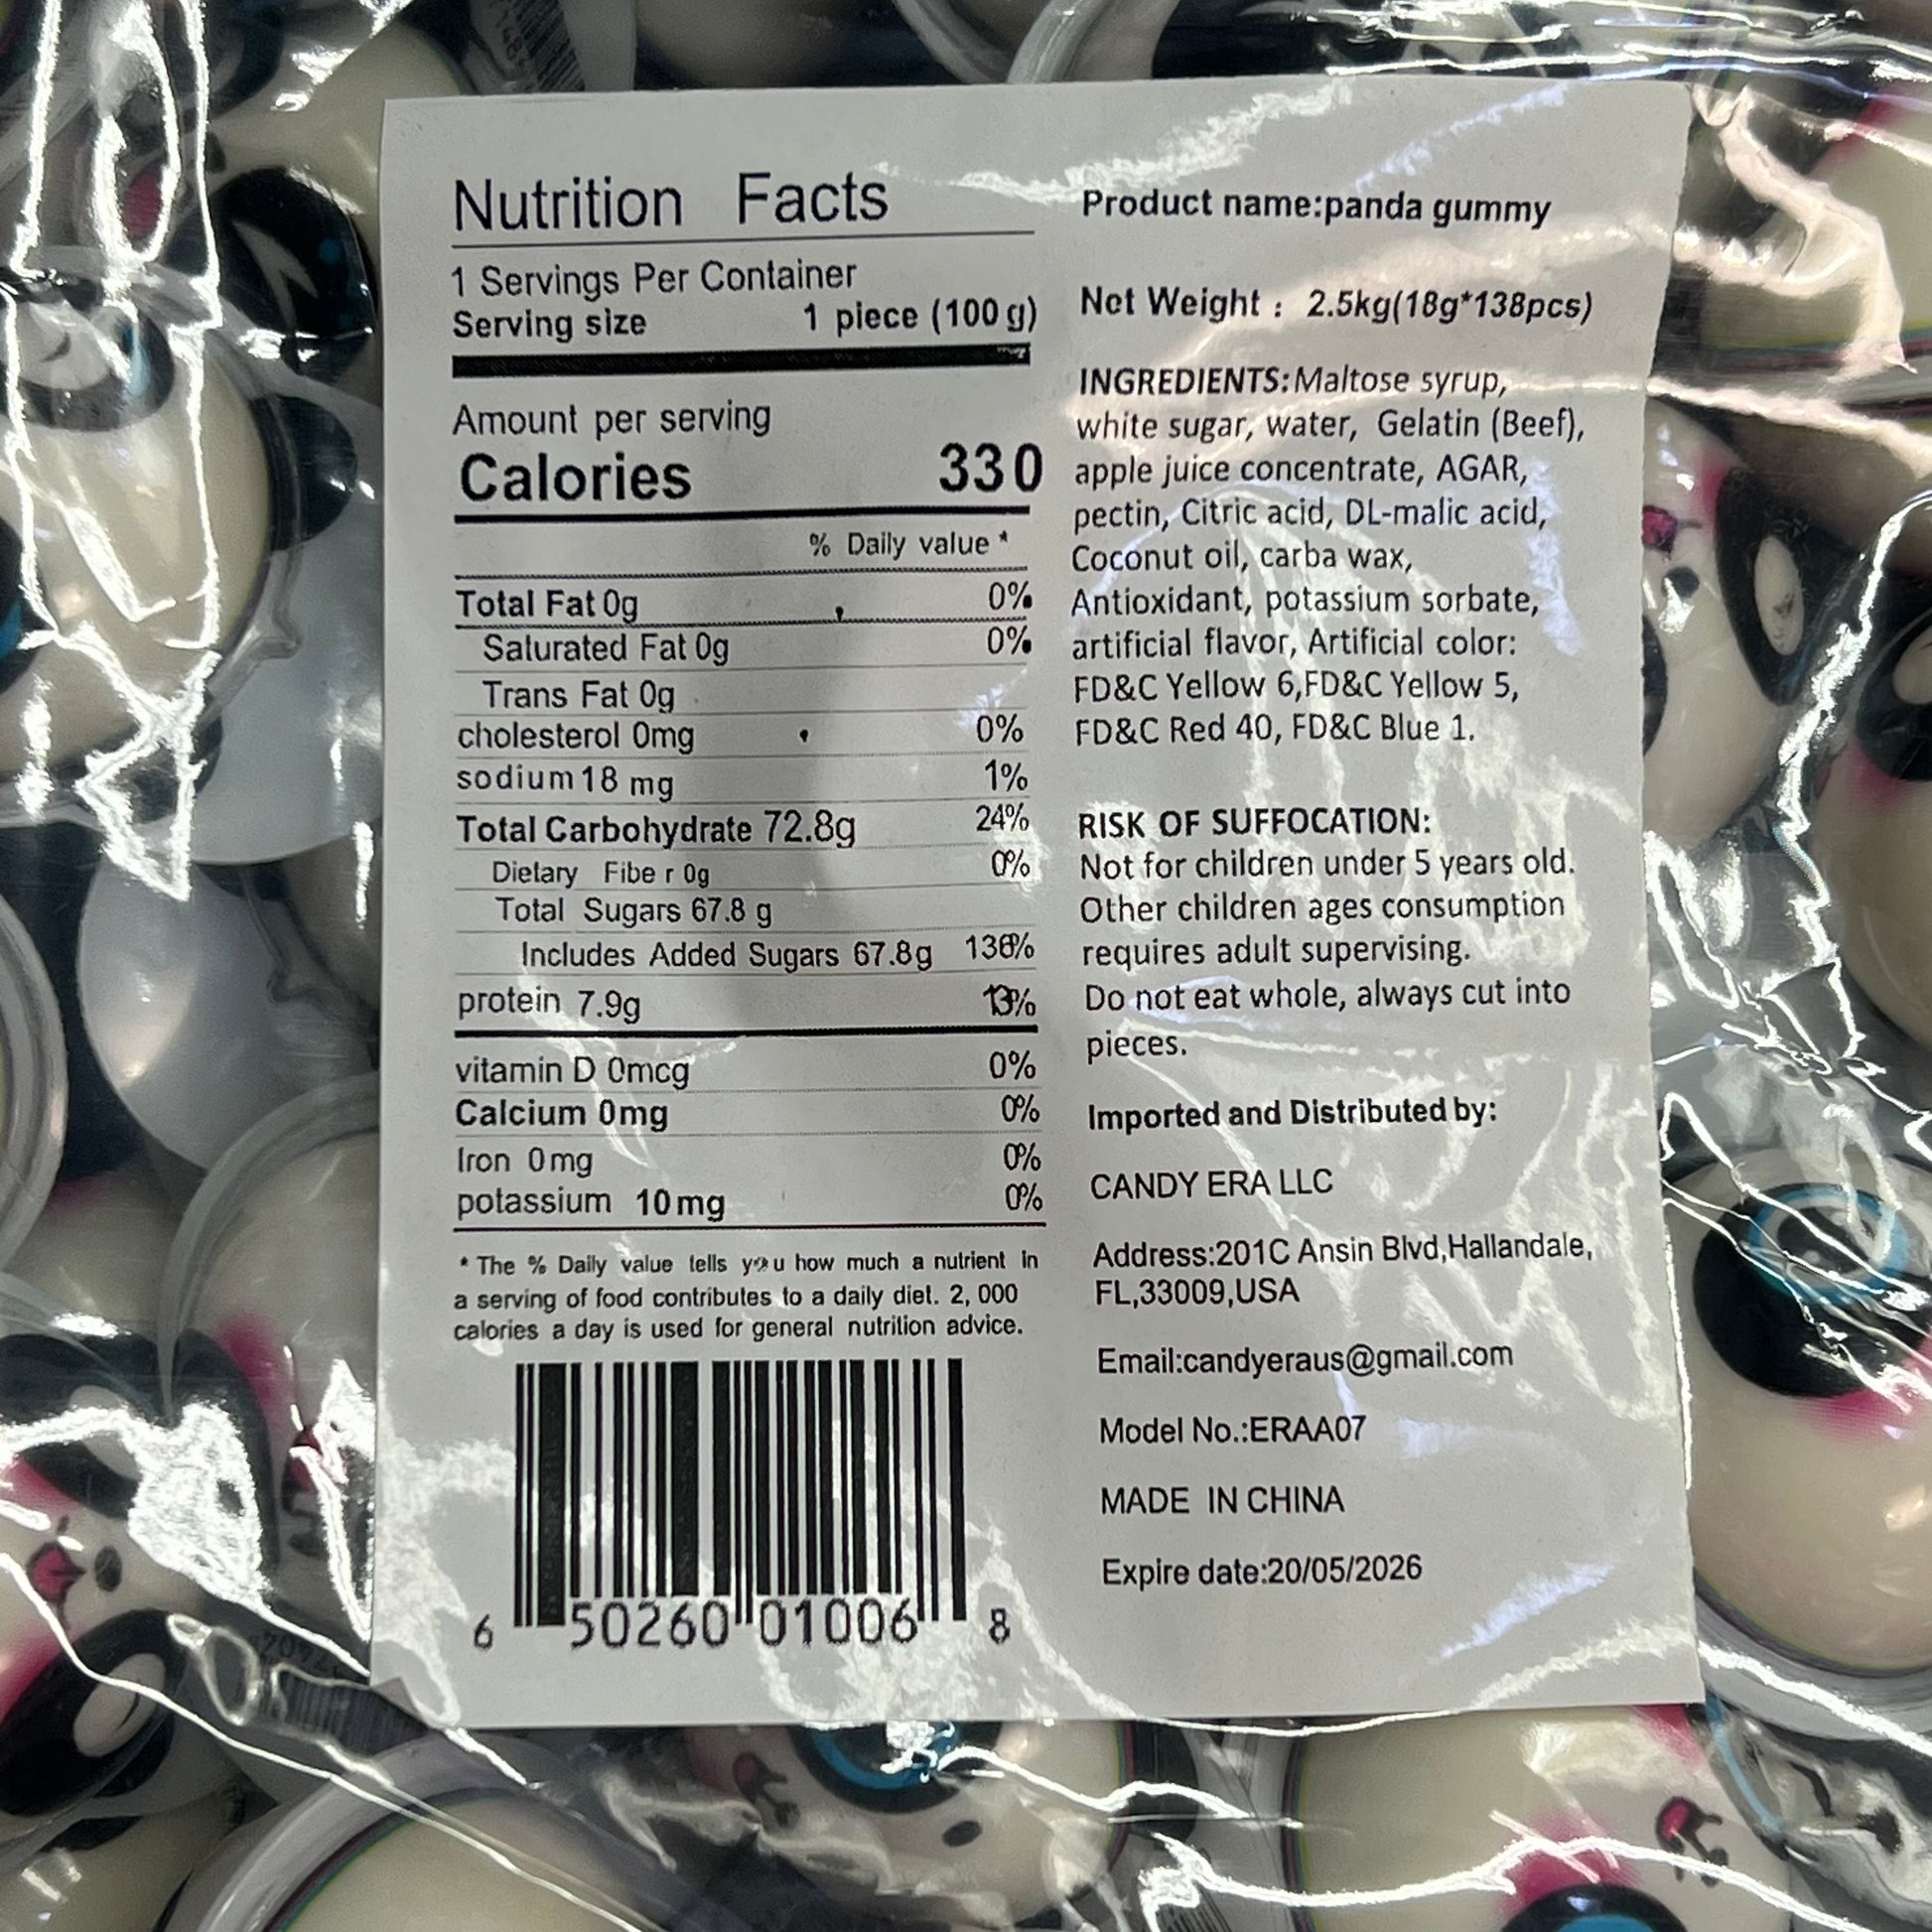 Nutrition Facts
1 Servings Per Container
Serving size 1 piece (100 g)
Amount per serving
Calories 330
% Daily value *
Total Fat 0g 0%
Saturated Fat 0g 0%
Trans Fat 0g
cholesterol 0mg 0%
sodium 18 mg 1%
Total Carbohydrate 72.8g 24%
Dietary Fibe r 0g 0%
Total Sugars 67.8 g
Includes Added Sugars 67.8g 136%
protein 7.9g 13%
vitamin D 0mcg 0%
Calcium 0mg 0%
Iron 0mg 0%
potassium 10mg 0%
* The % Daily value tells you how much a nutrient in
a serving of food contributes to a daily diet. 2, 000
calories a day is used for general nutrition advice.
6 50260 01006 8
Product name:panda gummy
Net Weight : 2.5kg(18g*138pcs)
INGREDIENTS:Maltose syrup,
white sugar, water, Gelatin (Beef),
apple juice concentrate, AGAR,
pectin, Citric acid, DL-malic acid,
Coconut oil, carba wax,
Antioxidant, potassium sorbate,
artificial flavor, Artificial color:
FD&C Yellow 6,FD&C Yellow 5,
FD&C Red 40, FD&C Blue 1.
RISK OF SUFFOCATION:
Not for children under 5 years old.
Other children ages consumption
requires adult supervising.
Do not eat whole, always cut into
pieces.
Imported and Distributed by:
CANDY ERA LLC
Address:201C Ansin Blvd,Hallandale,
FL,33009,USA
Email:candyeraus@gmail.com
Model No.:ERAA07
MADE IN CHINA
Expire date:20/05/2026